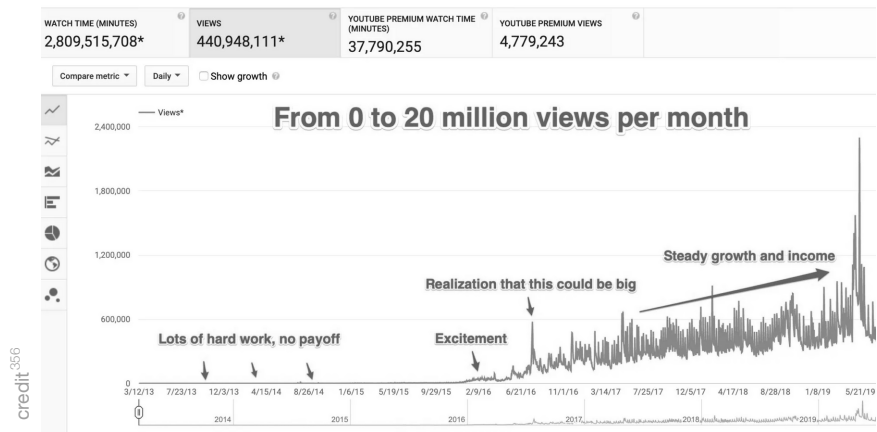 WATCH TIME (MINUTES)
2,809,515,708*
VIEWS
440,948,111*
YOUTUBE PREMIUM WATCH TIME
(MINUTES)
37,790,255
YOUTUBE PREMIUM VIEWS
4,779,243
Compare metric
Daily
Show growth
Views*
From 0 to 20 million views per month
2,400,000
1,800,000
1,200,000
600,000
0
Steady growth and income
Realization that this could be big
Lots of hard work, no payoff
Excitement
3/12/13 7/23/13 12/3/13 4/15/14 8/26/14 1/6/15 5/19/15 9/29/15 2/9/16 6/21/16 11/1/16 3/14/17 7/25/17 12/5/17 4/17/18 8/28/18 1/8/19 5/21/19
2014 2015 2016 2017 2018 2019
credit356